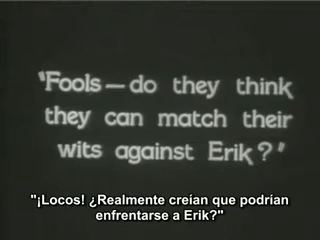 "Fools — do they think
they can match their
wits against Erik?"
"¡Locos! ¿Realmente creían que podrían
enfrentarse a Erik?"